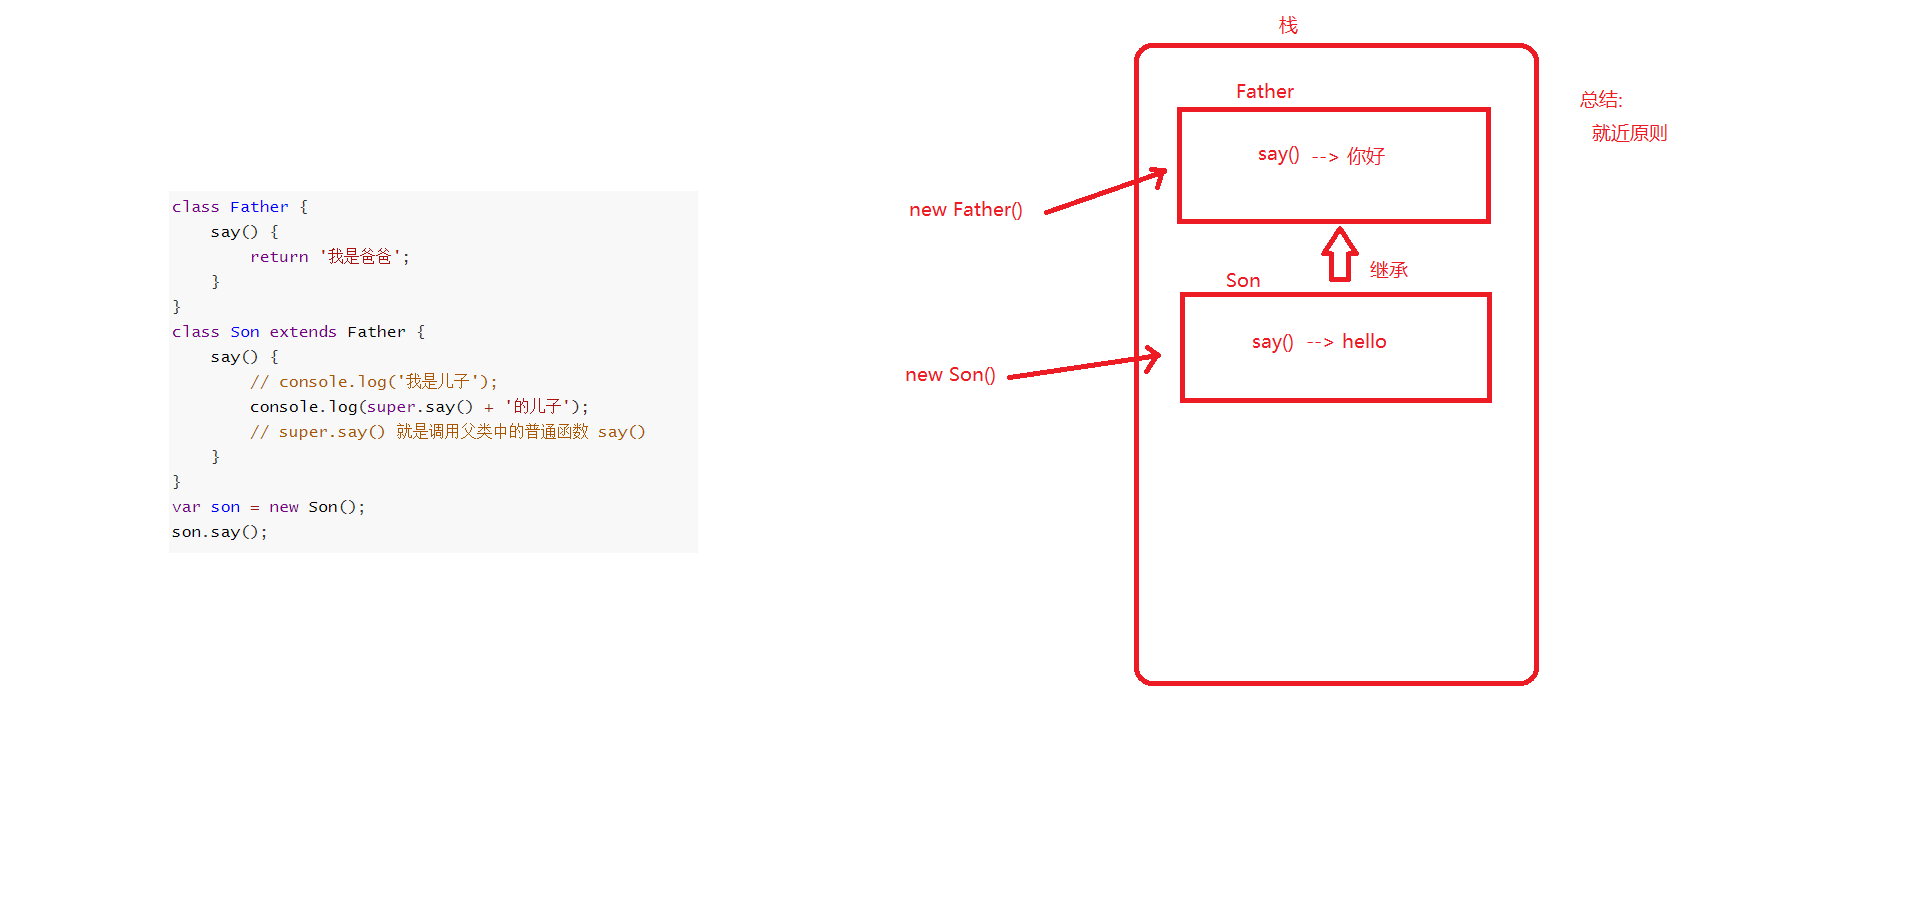 class Father {
    say() {
        return '我是爸爸';
    }
}
class Son extends Father {
    say() {
        // console.log('我是儿子');
        console.log(super.say() + '的儿子');
        // super.say() 就是调用父类中的普通函数 say()
    }
}
var son = new Son();
son.say();
栈
Father
say() --> 你好
new Father()
继承
Son
say() --> hello
new Son()
总结:
就近原则